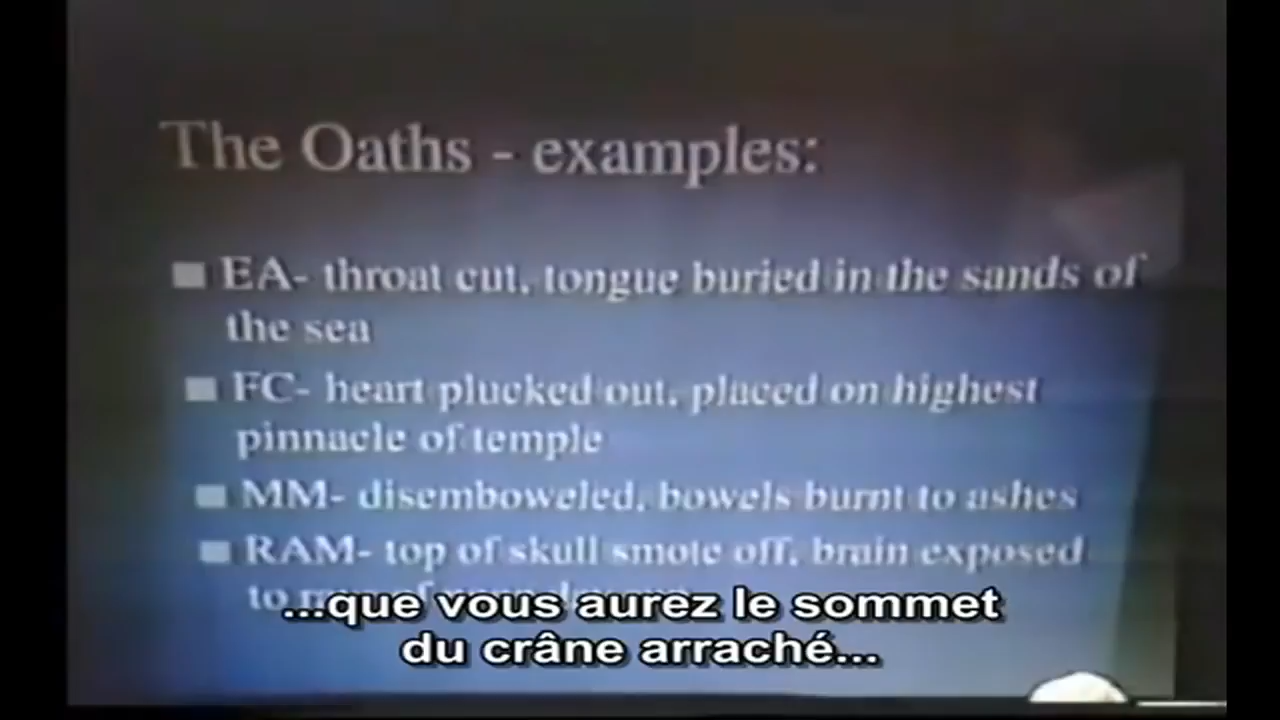 The Oaths - examples:
EA- throat cut, tongue buried in the sands of
the sea
FC- heart plucked out, placed on highest
pinnacle of temple
MM- disemboweled, bowels burnt to ashes
RAM- top of skull smote off, brain exposed
to
...que vous aurez le sommet
du crâne arraché...